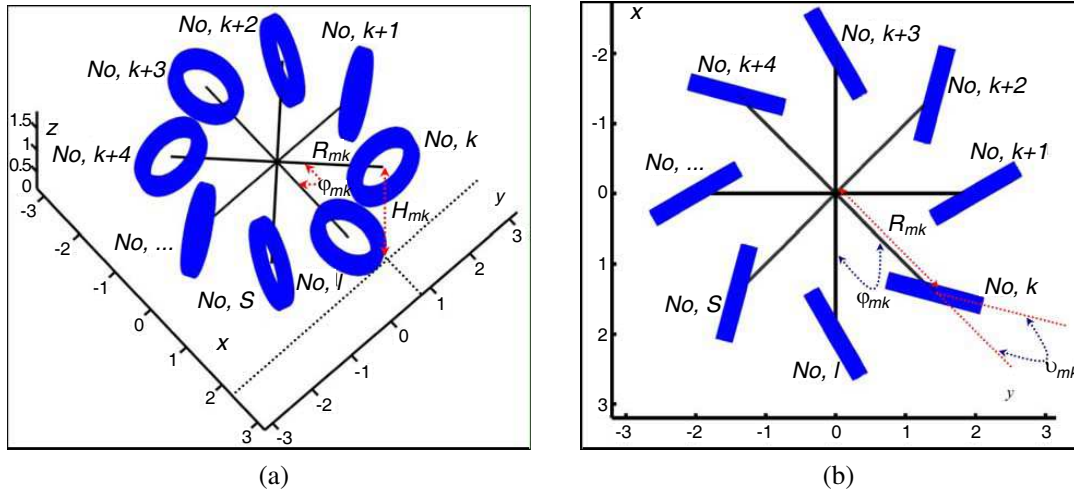 No, k+2
No, k+1
No, k+3
No, k
No, k+4
R_mk
φ_mk
H_mk
No, ...
No, S
No, l
z
1.5
1
0.5
0
-3
-2
-1
0
1
2
3
x
-3
-2
-1
0
1
2
3
y
(a)
x
No, k+3
No, k+4
No, k+2
No, ...
No, k+1
R_mk
No, S
φ_mk
No, k
No, l
υ_mk
y
-2
-1
0
1
2
3
-3
-2
-1
0
1
2
3
(b)